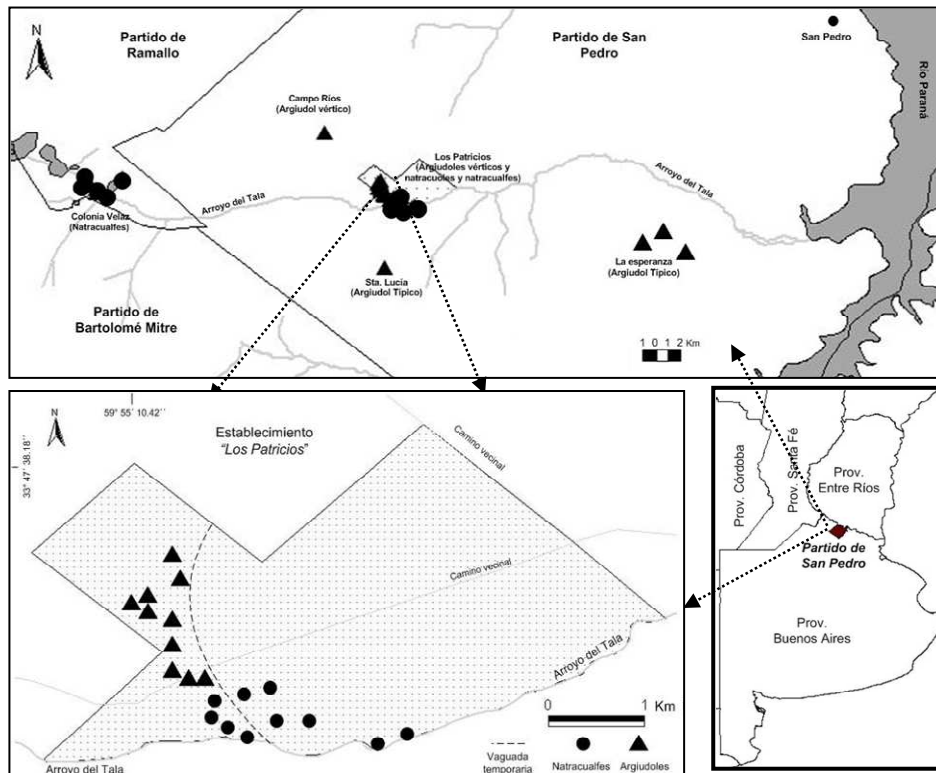 N
Partido de
Ramallo
Partido de San
Pedro
San Pedro
Río Paraná
Campo Ríos
(Argiudol vértico)
Los Patricios
(Argiudoles vérticos y
natracuoles y natracualfes)
Arroyo del Tala
Arroyo del Tala
Colonia Velaz
(Natracualfes)
Sta. Lucía
(Argiudol Típico)
La esperanza
(Argiudol Típico)
Partido de
Bartolomé Mitre
1 0 1 2 Km
N
59° 55´ 10.42´´
33° 47´ 38.18´´
Establecimiento
“Los Patricios”
Camino vecinal
Camino vecinal
Arroyo del Tala
Arroyo del Tala
0 1 Km
Vaguada
temporaria
Natracualfes
Argiudoles
Prov. Córdoba
Prov. Santa Fé
Prov.
Entre Ríos
Partido de
San Pedro
Prov.
Buenos Aires